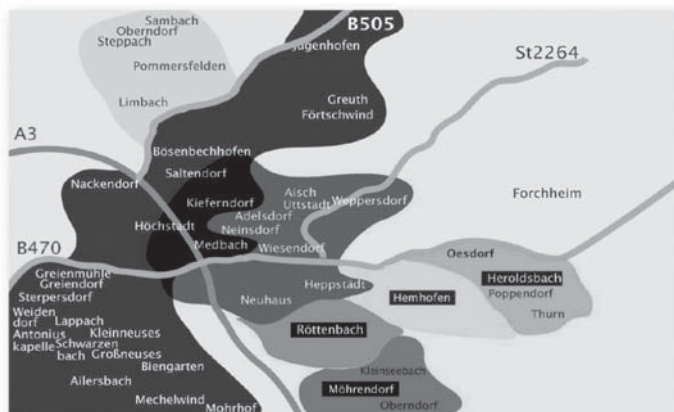 Sambach
Oberndorf
Steppach
B505
Jugenhofen
St2264
Pommersfelden
Limbach
Greuth
Förtschwind
A3
Bösenbechhofen
Saltendorf
Nackendorf
Aisch
Uttstadt
Weppersdorf
Forchheim
Kieferndorf
Adelsdorf
Neinsdorf
Höchstadt
Medbach
Wiesendorf
B470
Oesdorf
Greienmühle
Greiendorf
Heroldsbach
Heppstädt
Sterpersdorf
Neuhaus
Hemhofen
Poppendorf
Weiden
dorf
Lappach
Thurn
Antonius
kapelle
Kleinneuses
Röttenbach
Schwarzen
bach
Großneuses
Biengarten
Kleinseebach
Ailersbach
Möhrendorf
Mechelwind
Mohrhof
Oberndorf